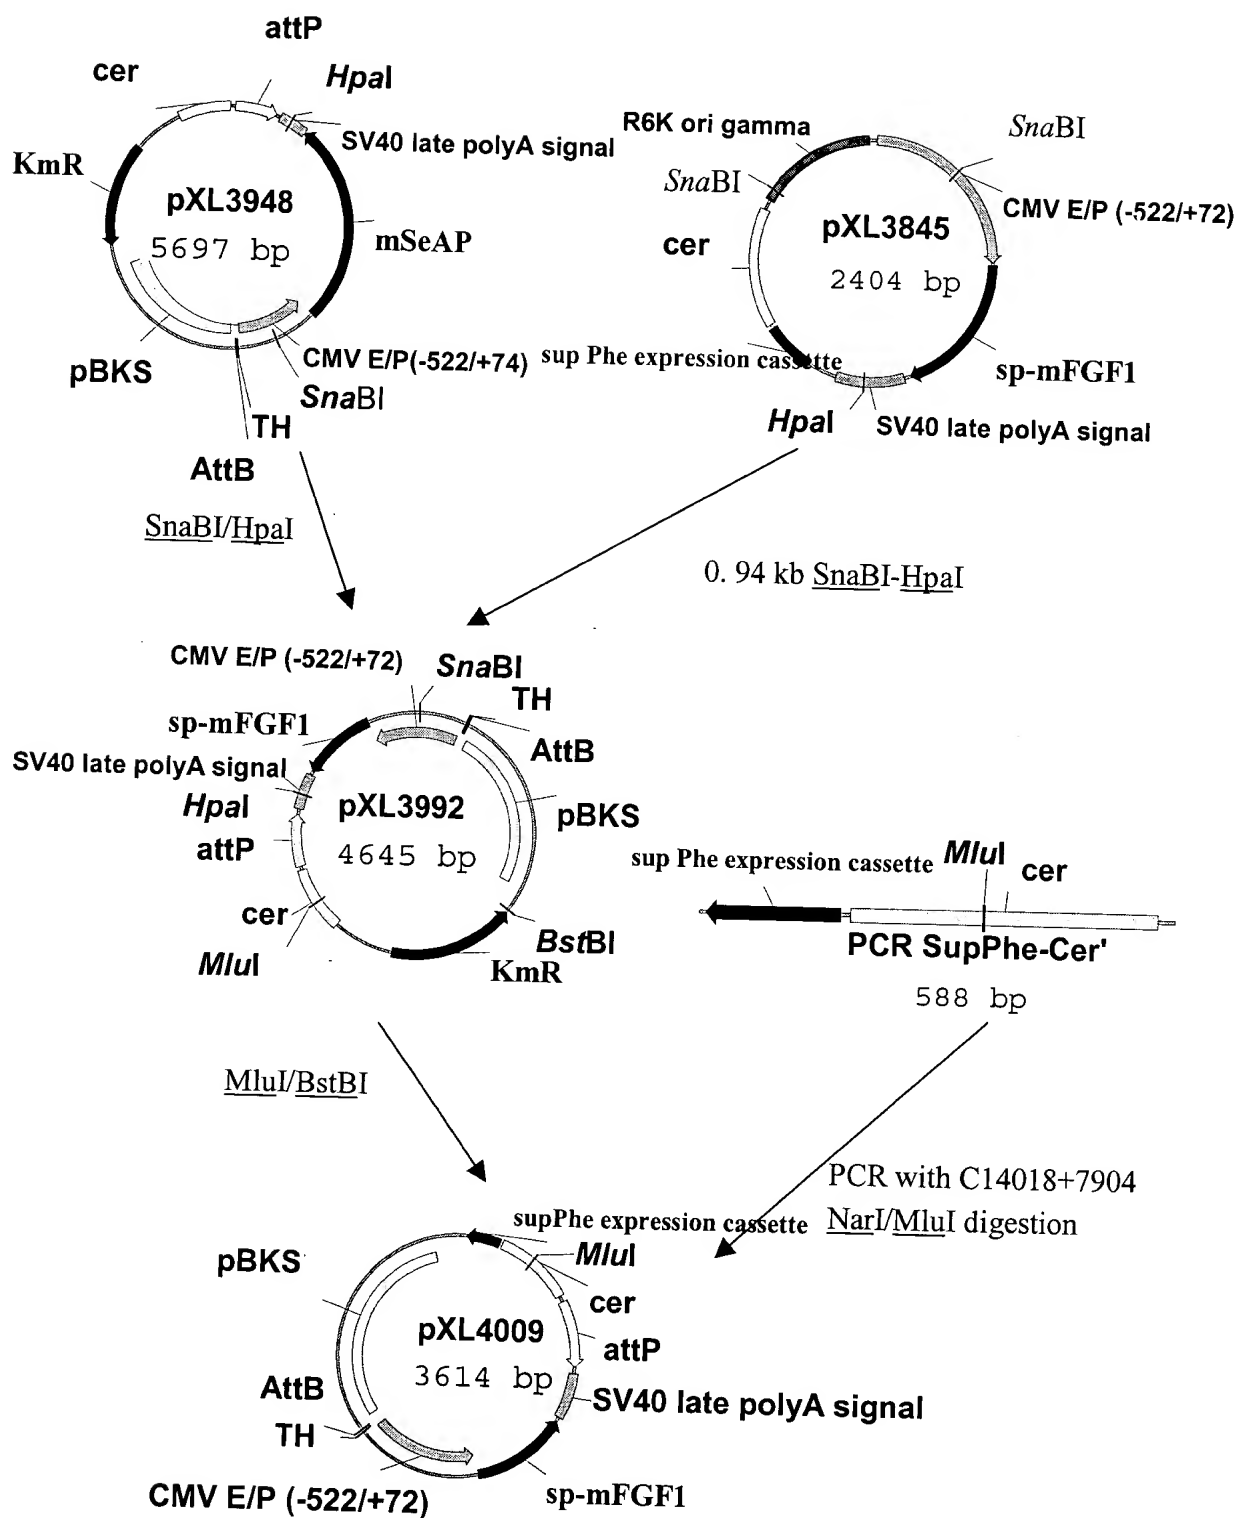 attP
cer
HpaI
SV40 late polyA signal
KmR
pXL3948
5697 bp
mSeAP
pBKS
CMV E/P(-522/+74)
SnaBI
TH
AttB
R6K ori gamma
SnaBI
SnaBI
CMV E/P (-522/+72)
pXL3845
cer
2404 bp
sup Phe expression cassette
sp-mFGF1
HpaI
SV40 late polyA signal
SnaBI/HpaI
0. 94 kb SnaBI-HpaI
CMV E/P (-522/+72)
SnaBI
TH
sp-mFGF1
AttB
SV40 late polyA signal
HpaI
pXL3992
pBKS
attP
4645 bp
cer
BstBI
MluI
KmR
sup Phe expression cassette
MluI
cer
PCR SupPhe-Cer'
588 bp
MluI/BstBI
PCR with C14018+7904
NarI/MluI digestion
supPhe expression cassette
MluI
pBKS
cer
pXL4009
attP
3614 bp
AttB
SV40 late polyA signal
TH
CMV E/P (-522/+72)
sp-mFGF1